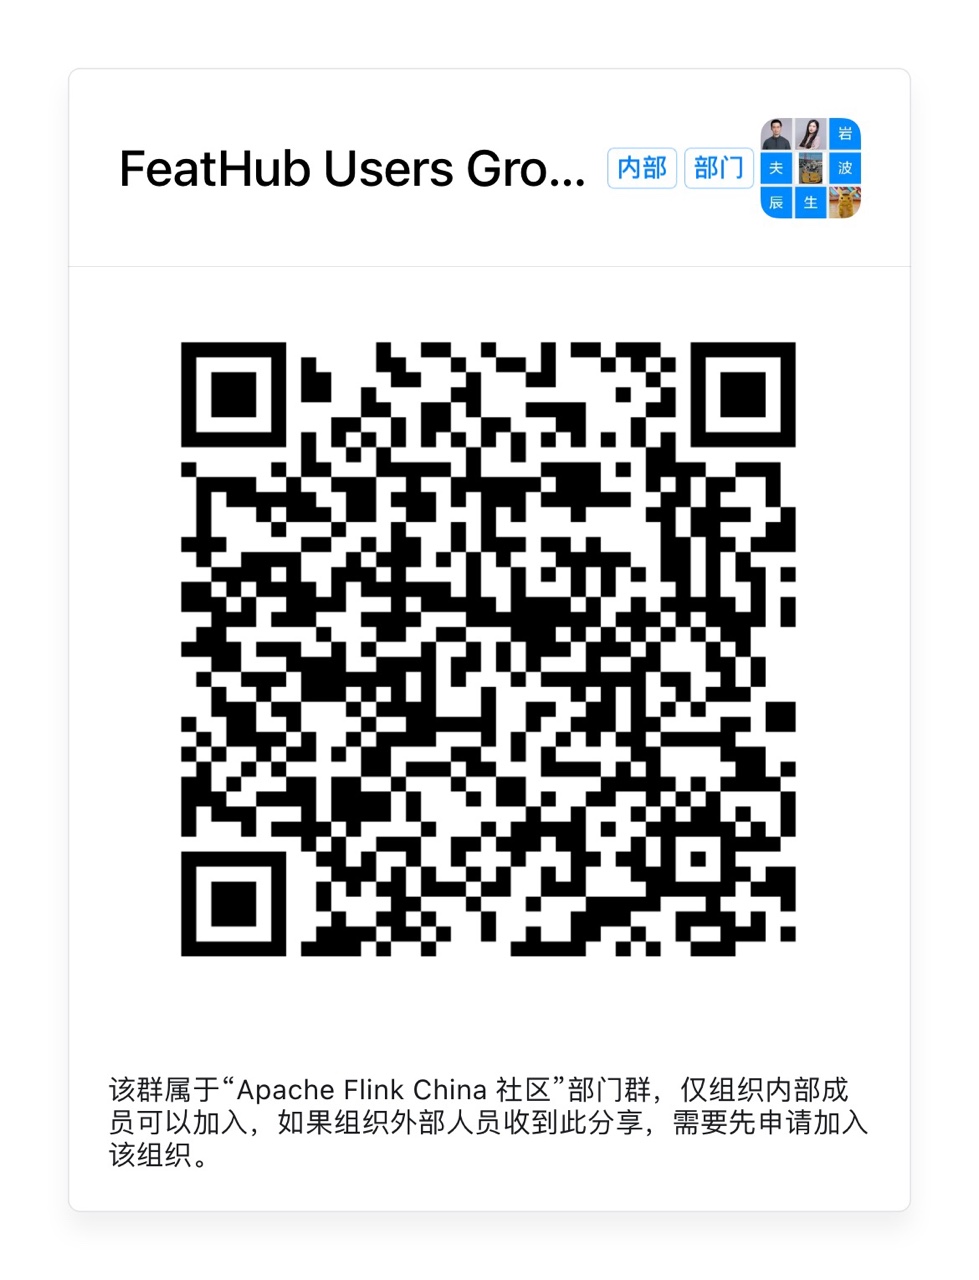 FeatHub Users Gro... 内部 部门
岩
夫 波
辰 生
该群属于“Apache Flink China 社区”部门群，仅组织内部成
员可以加入，如果组织外部人员收到此分享，需要先申请加入
该组织。